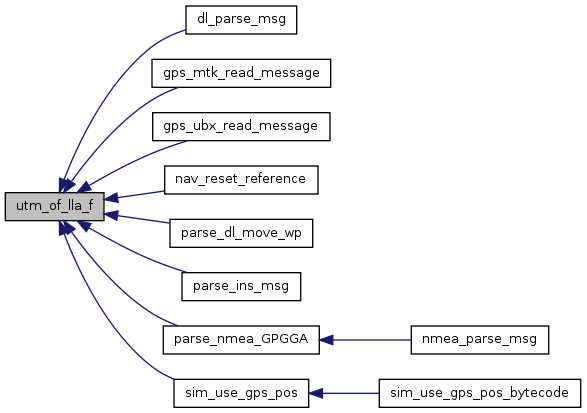 dl_parse_msg
gps_mtk_read_message
gps_ubx_read_message
nav_reset_reference
utm_of_lla_f
parse_dl_move_wp
parse_ins_msg
parse_nmea_GPGGA
nmea_parse_msg
sim_use_gps_pos
sim_use_gps_pos_bytecode